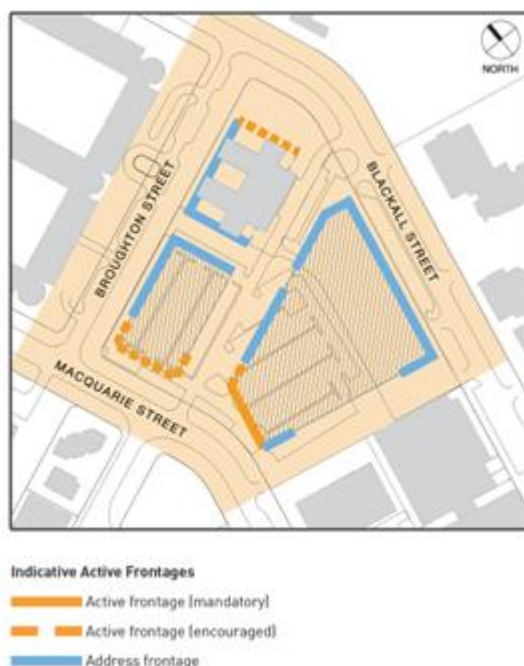 NORTH
BROUGHTON STREET
BLACKALL STREET
MACQUARIE STREET
Indicative Active Frontages
Active frontage (mandatory)
Active frontage (encouraged)
Address frontage